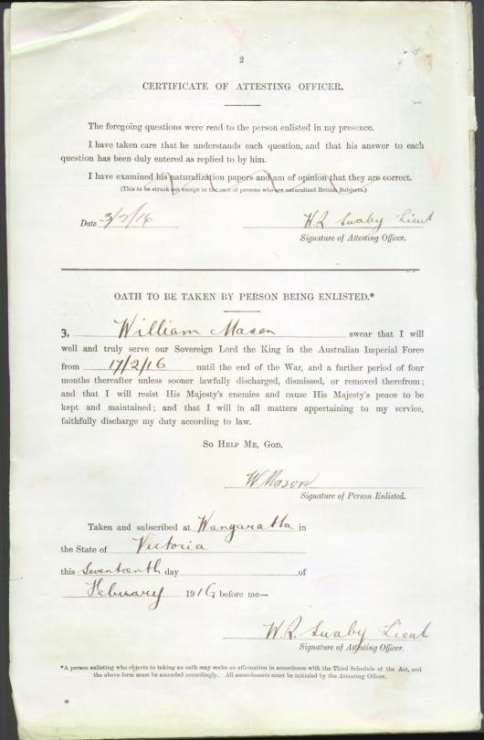 2
CERTIFICATE OF ATTESTING OFFICER.
The foregoing questions were read to the person enlisted in my presence.
I have taken care that he understands each question, and that his answer to each
question has been duly entered as replied to by him.
I have examined his naturalization papers and am of opinion that they are correct.
(This to be struck out except in the case of persons who are naturalized British Subjects.)
Date 3/7/16 W. R. Swaby Lieut
Signature of Attesting Officer.
OATH TO BE TAKEN BY PERSON BEING ENLISTED.*
3. William Mason swear that I will
well and truly serve our Sovereign Lord the King in the Australian Imperial Force
from 17/2/16 until the end of the War, and a further period of four
months thereafter unless sooner lawfully discharged, dismissed, or removed therefrom;
and that I will resist His Majesty's enemies and cause His Majesty's peace to be
kept and maintained; and that I will in all matters appertaining to my service,
faithfully discharge my duty according to law.
SO HELP ME, GOD.
W Mason
Signature of Person Enlisted.
Taken and subscribed at Wangaratta in
the State of Victoria
this Seventeenth day of
February 1916 before me—
W. R. Swaby Lieut
Signature of Attesting Officer.
*A person enlisting who objects to taking an oath may make an affirmation in accordance with the Third Schedule of the Act, and
the above form must be amended accordingly. All amendments must be initialed by the Attesting Officer.
*